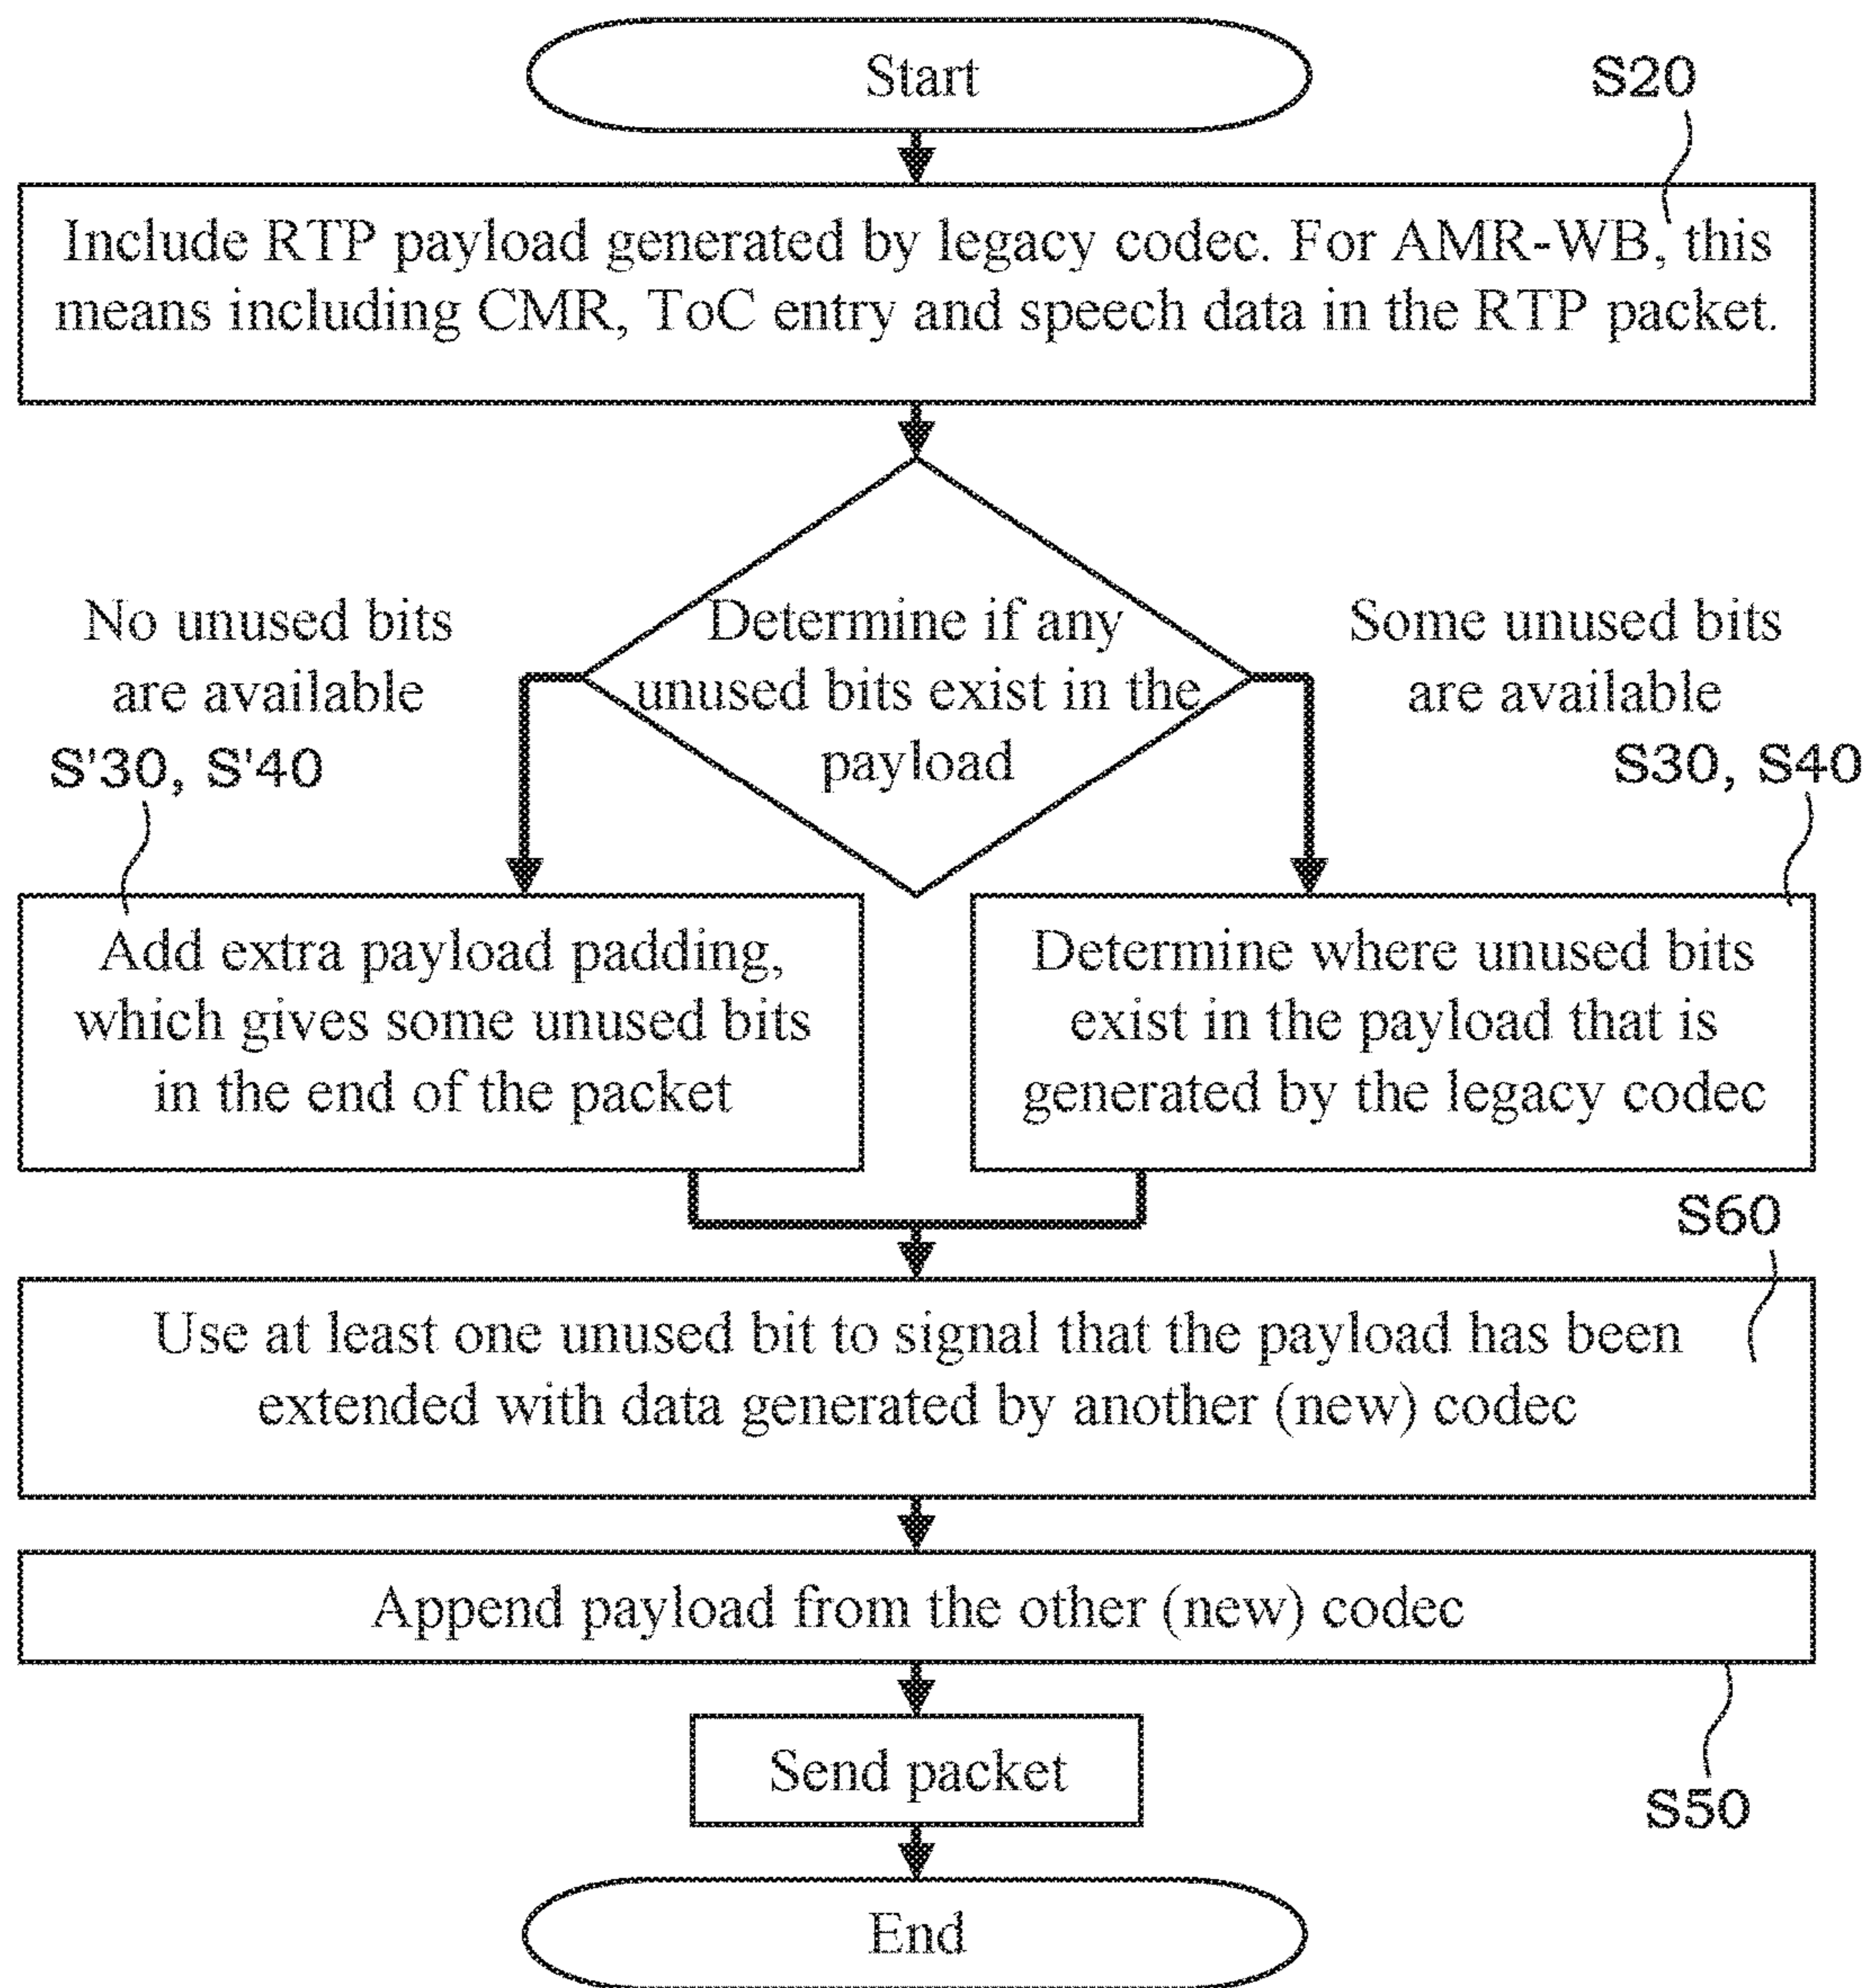 Start
S20
Include RTP payload generated by legacy codec. For AMR-WB, this
means including CMR, ToC entry and speech data in the RTP packet.
Determine if any
unused bits exist in the
payload
No unused bits
are available
S'30, S'40
Some unused bits
are available
S30, S40
Add extra payload padding,
which gives some unused bits
in the end of the packet
Determine where unused bits
exist in the payload that is
generated by the legacy codec
S60
Use at least one unused bit to signal that the payload has been
extended with data generated by another (new) codec
Append payload from the other (new) codec
S50
Send packet
End